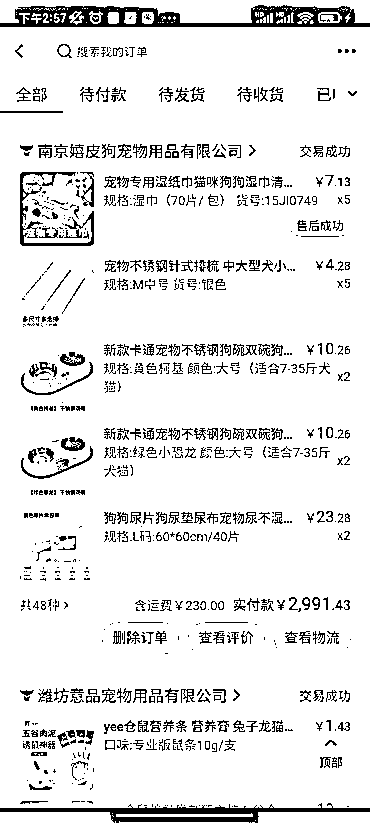 下午2:57
搜索我的订单
全部 待付款 待发货 待收货
南京嬉皮狗宠物用品有限公司 交易成功
宠物专用湿纸巾猫咪狗狗湿巾清... ￥7.13
规格:湿巾（70片/包） 货号:15JI0749 x5
售后成功
宠物不锈钢针式排梳 中大型犬小... ￥4.28
规格:M中号 货号:银色 x5
新款卡通宠物不锈钢狗碗双碗狗... ￥10.26
规格:黄色柯基 颜色:大号（适合7-35斤犬
猫） x2
新款卡通宠物不锈钢狗碗双碗狗... ￥10.26
规格:绿色小恐龙 颜色:大号（适合7-35斤
犬猫） x2
狗狗尿片狗尿垫尿布宠物尿不湿... ￥23.28
规格:L码:60*60cm/40片 x2
共48种 含运费￥230.00 实付款￥2,991.43
删除订单 查看评价 查看物流
潍坊意品宠物用品有限公司 交易成功
yee仓鼠营养条 营养膏 兔子龙猫... ￥1.43
口味:专业版鼠条10g/支
五谷肉泥
诱鼠神器
顶部